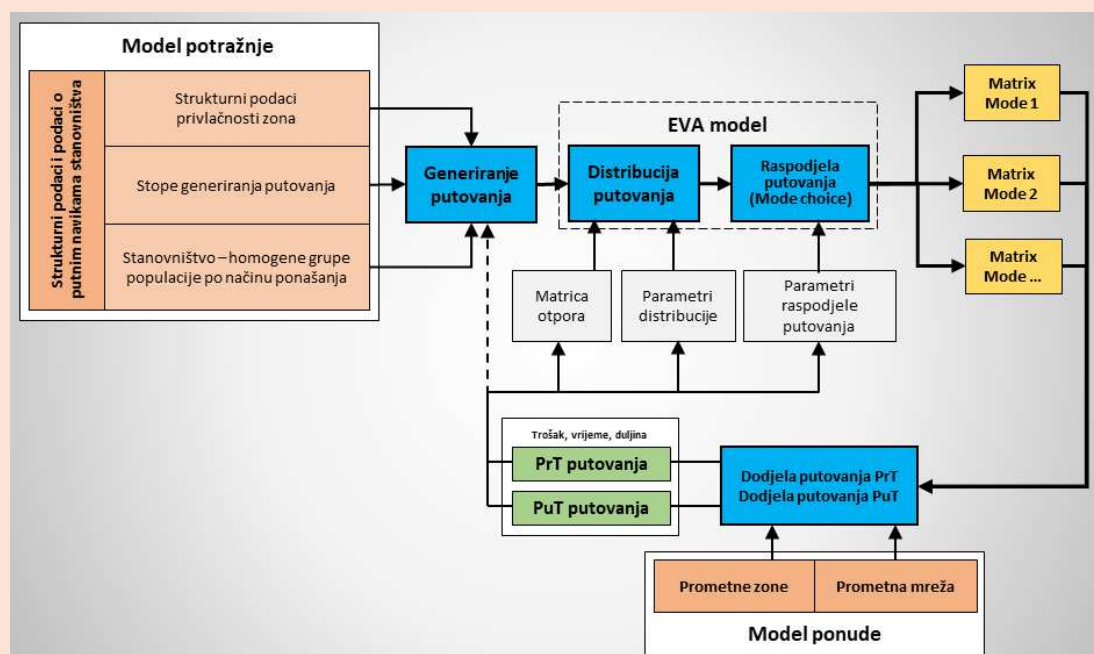 Model potražnje
Strukturni podaci i podaci o
putnim navikama stanovništva
Strukturni podaci
privlačnosti zona
Stope generiranja putovanja
Stanovništvo – homogene grupe
populacije po načinu ponašanja
Generiranje
putovanja
EVA model
Distribucija
putovanja
Raspodjela
putovanja
(Mode choice)
Matrix
Mode 1
Matrix
Mode 2
Matrix
Mode ...
Matrica
otpora
Parametri
distribucije
Parametri
raspodjele
putovanja
Trošak, vrijeme, duljina
PrT putovanja
PuT putovanja
Dodjela putovanja PrT
Dodjela putovanja PuT
Prometne zone
Prometna mreža
Model ponude